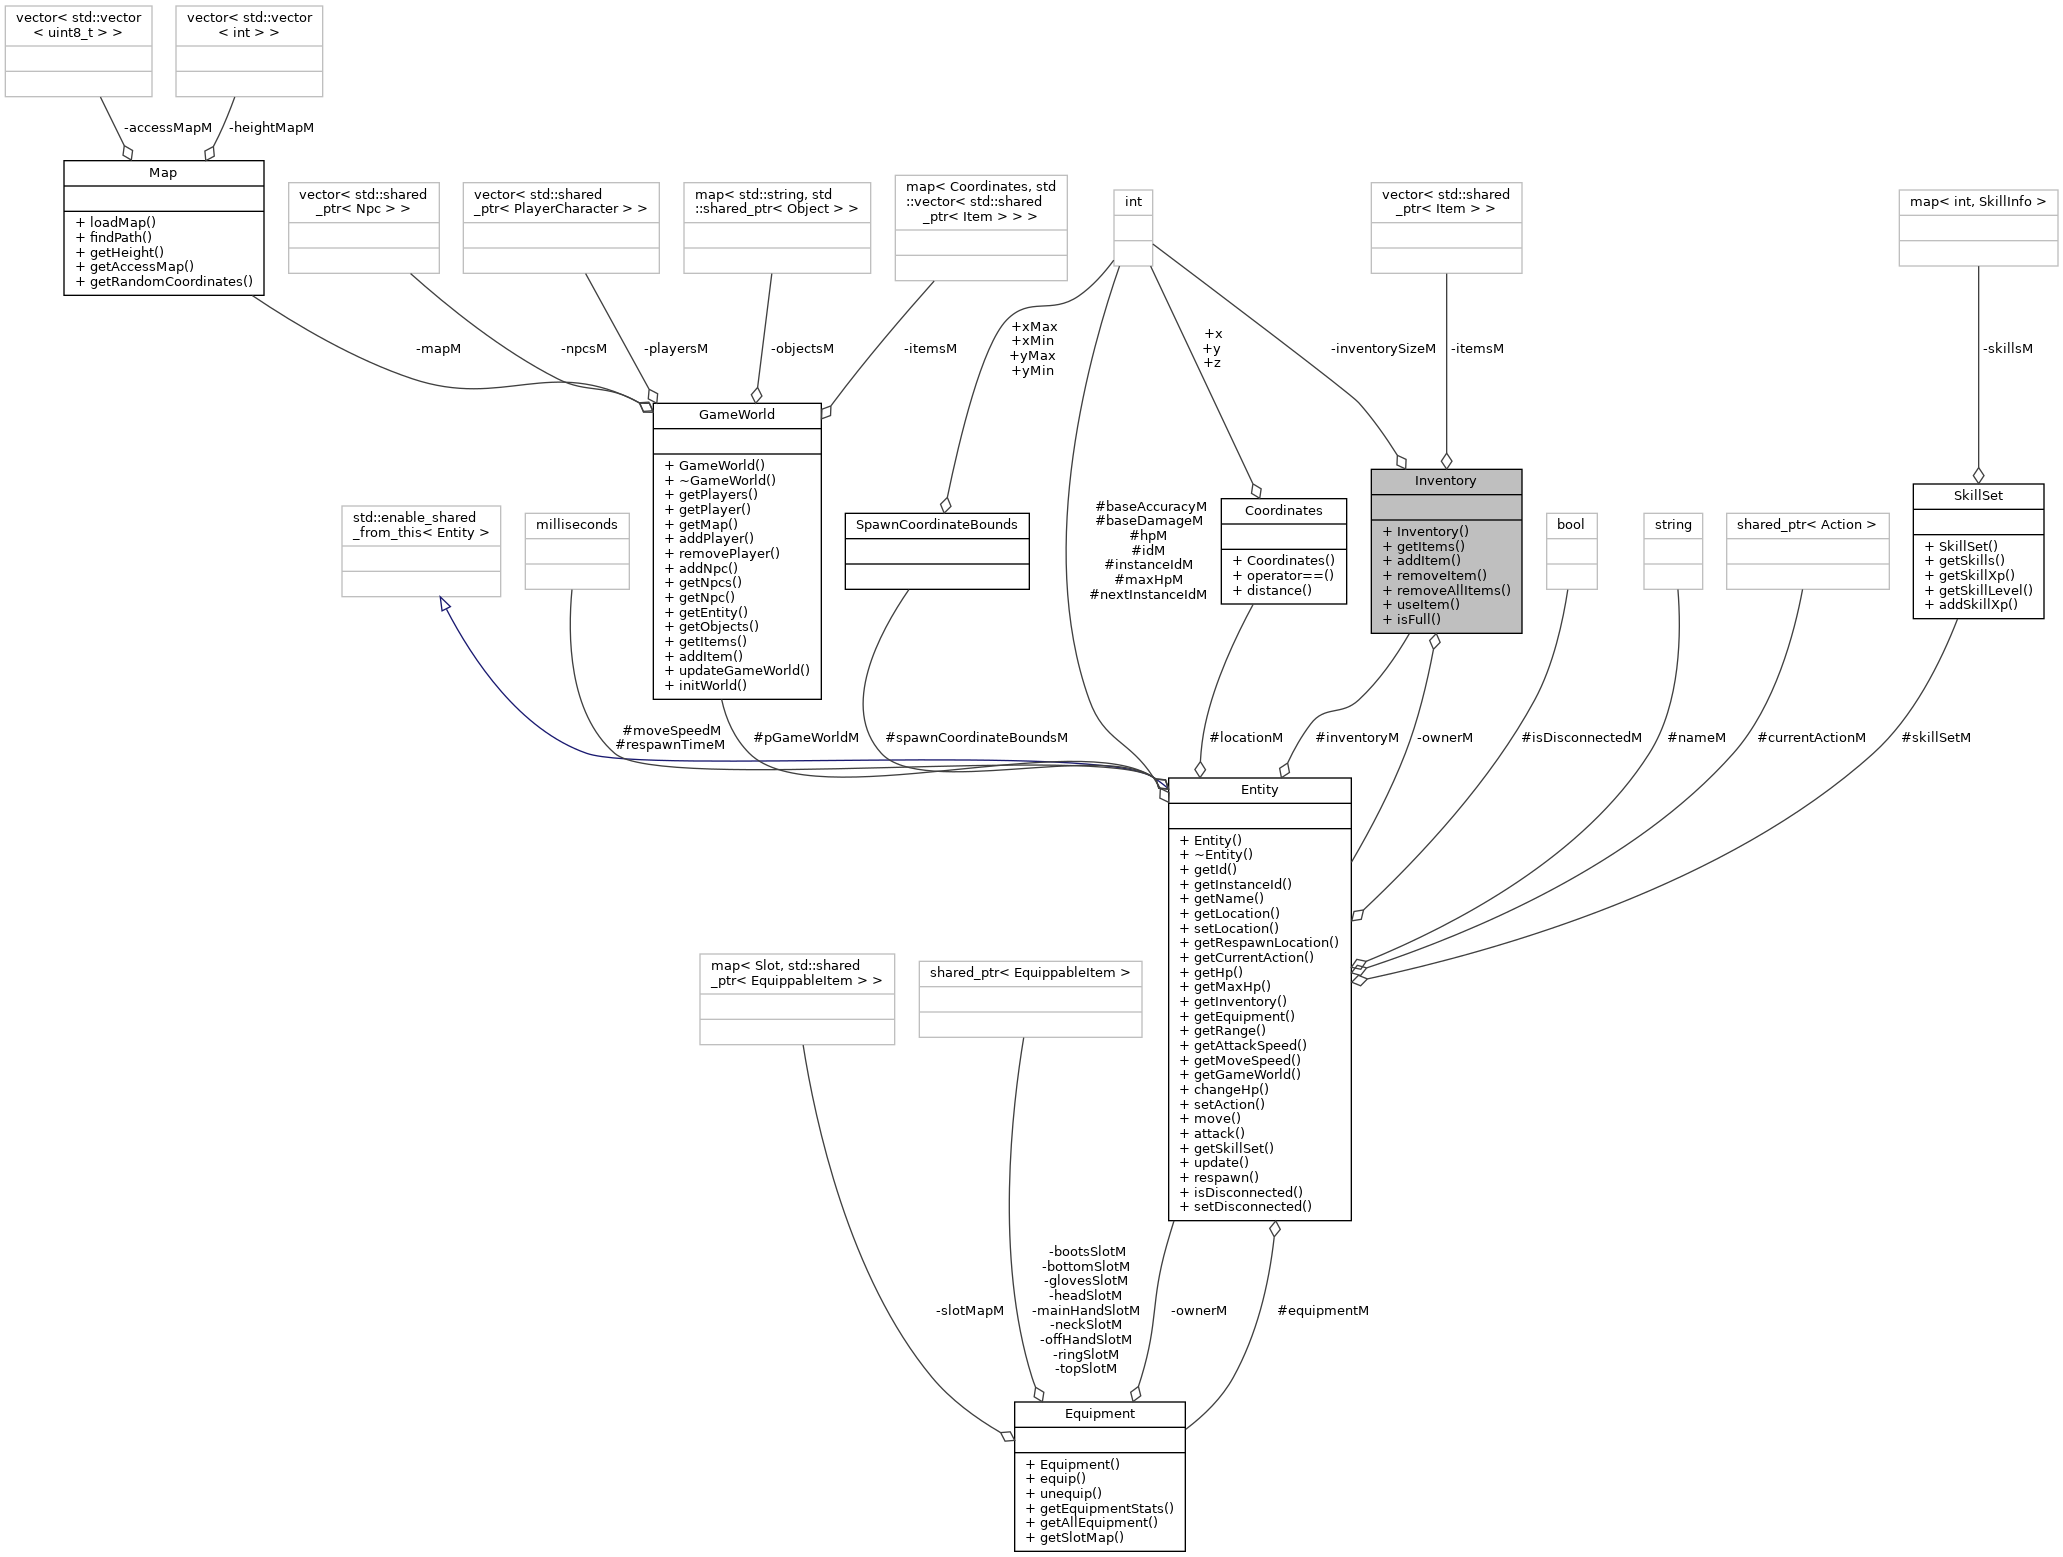 vector< std::vector
< uint8_t > >
vector< std::vector
< int > >
-accessMapM
-heightMapM
Map
+ loadMap()
+ findPath()
+ getHeight()
+ getAccessMap()
+ getRandomCoordinates()
vector< std::shared
_ptr< Npc > >
vector< std::shared
_ptr< PlayerCharacter > >
map< std::string, std
::shared_ptr< Object > >
map< Coordinates, std
::vector< std::shared
_ptr< Item > > >
int
vector< std::shared
_ptr< Item > >
map< int, SkillInfo >
-mapM
-npcsM
-playersM
-objectsM
-itemsM
+xMax
+xMin
+yMax
+yMin
+x
+y
+z
-inventorySizeM
-itemsM
-skillsM
GameWorld
+ GameWorld()
+ ~GameWorld()
+ getPlayers()
+ getPlayer()
+ getMap()
+ addPlayer()
+ removePlayer()
+ addNpc()
+ getNpcs()
+ getNpc()
+ getEntity()
+ getObjects()
+ getItems()
+ addItem()
+ updateGameWorld()
+ initWorld()
std::enable_shared
_from_this< Entity >
milliseconds
SpawnCoordinateBounds
#baseAccuracyM
#baseDamageM
#hpM
#idM
#instanceIdM
#maxHpM
#nextInstanceIdM
Coordinates
+ Coordinates()
+ operator==()
+ distance()
Inventory
+ Inventory()
+ getItems()
+ addItem()
+ removeItem()
+ removeAllItems()
+ useItem()
+ isFull()
bool
string
shared_ptr< Action >
SkillSet
+ SkillSet()
+ getSkills()
+ getSkillXp()
+ getSkillLevel()
+ addSkillXp()
#moveSpeedM
#respawnTimeM
#pGameWorldM
#spawnCoordinateBoundsM
#locationM
#inventoryM
-ownerM
#isDisconnectedM
#nameM
#currentActionM
#skillSetM
Entity
+ Entity()
+ ~Entity()
+ getId()
+ getInstanceId()
+ getName()
+ getLocation()
+ setLocation()
+ getRespawnLocation()
+ getCurrentAction()
+ getHp()
+ getMaxHp()
+ getInventory()
+ getEquipment()
+ getRange()
+ getAttackSpeed()
+ getMoveSpeed()
+ getGameWorld()
+ changeHp()
+ setAction()
+ move()
+ attack()
+ getSkillSet()
+ update()
+ respawn()
+ isDisconnected()
+ setDisconnected()
map< Slot, std::shared
_ptr< EquippableItem > >
shared_ptr< EquippableItem >
-slotMapM
-bootsSlotM
-bottomSlotM
-glovesSlotM
-headSlotM
-mainHandSlotM
-neckSlotM
-offHandSlotM
-ringSlotM
-topSlotM
-ownerM
#equipmentM
Equipment
+ Equipment()
+ equip()
+ unequip()
+ getEquipmentStats()
+ getAllEquipment()
+ getSlotMap()